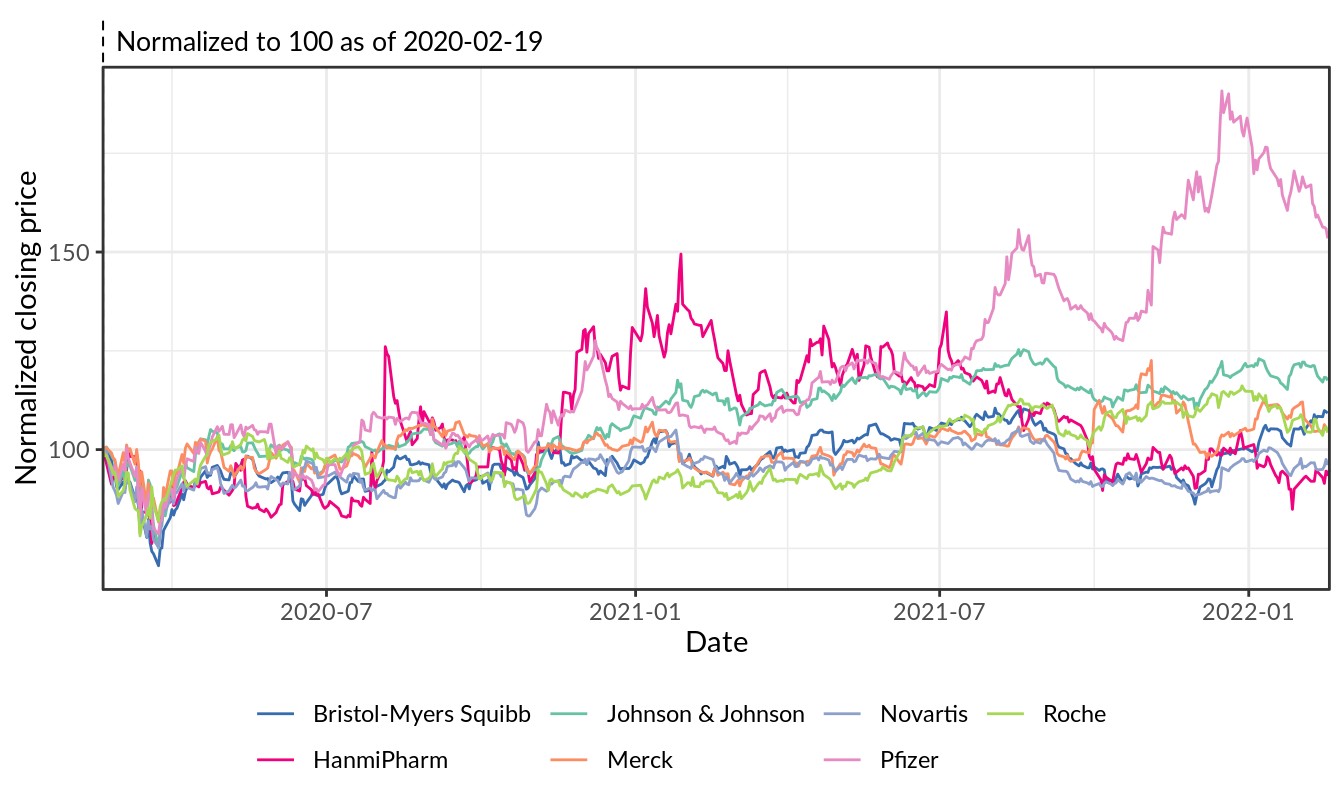 Normalized to 100 as of 2020-02-19
Normalized closing price
150
100
2020-07
2021-01
2021-07
2022-01
Date
Bristol-Myers Squibb
Johnson & Johnson
Novartis
Roche
HanmiPharm
Merck
Pfizer